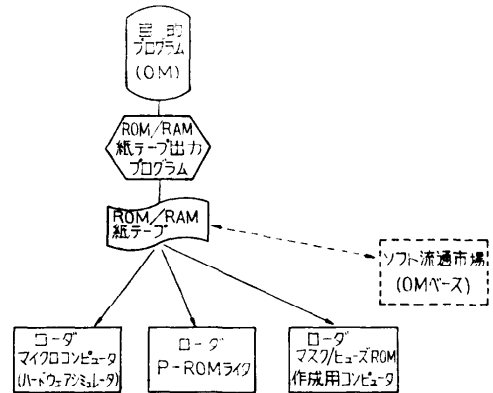 目的
プログラム
(OM)
ROM/RAM
紙テープ出力
プログラム
ROM/RAM
紙テープ
ソフト流通市場
(OMベース)
ローダ
マイクロコンピュータ
(ハードウェアシミュレータ)
ローダ
P-ROMライタ
ローダ
マスク/ヒューズROM
作成用コンピュータ